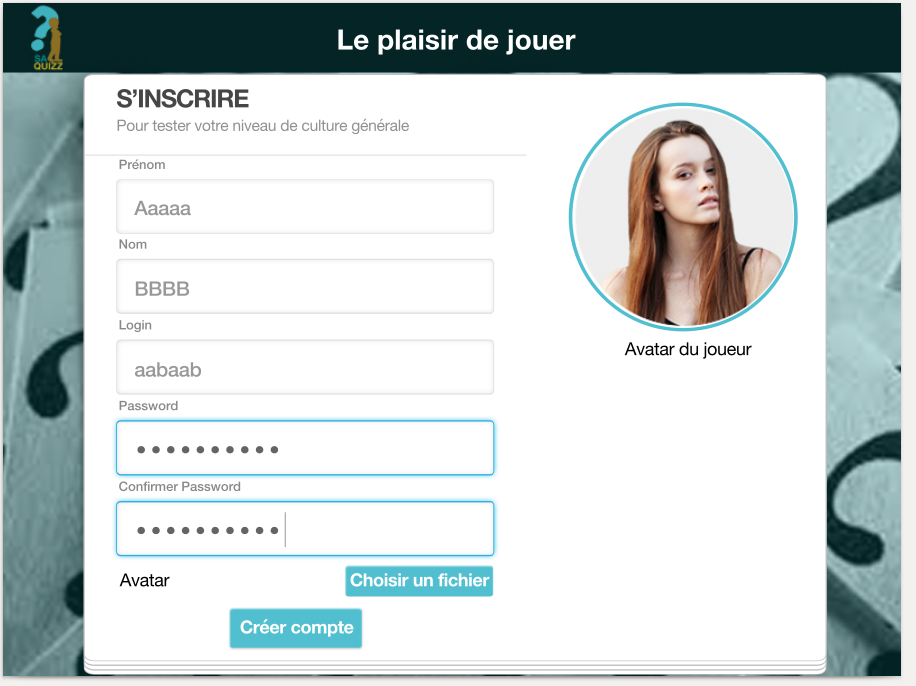 SA
QUIZZ
Le plaisir de jouer
S’INSCRIRE
Pour tester votre niveau de culture générale
Prénom
Aaaaa
Nom
BBBB
Login
aabaab
Password
••••••••••
Confirmer Password
••••••••••
Avatar
Choisir un fichier
Créer compte
Avatar du joueur